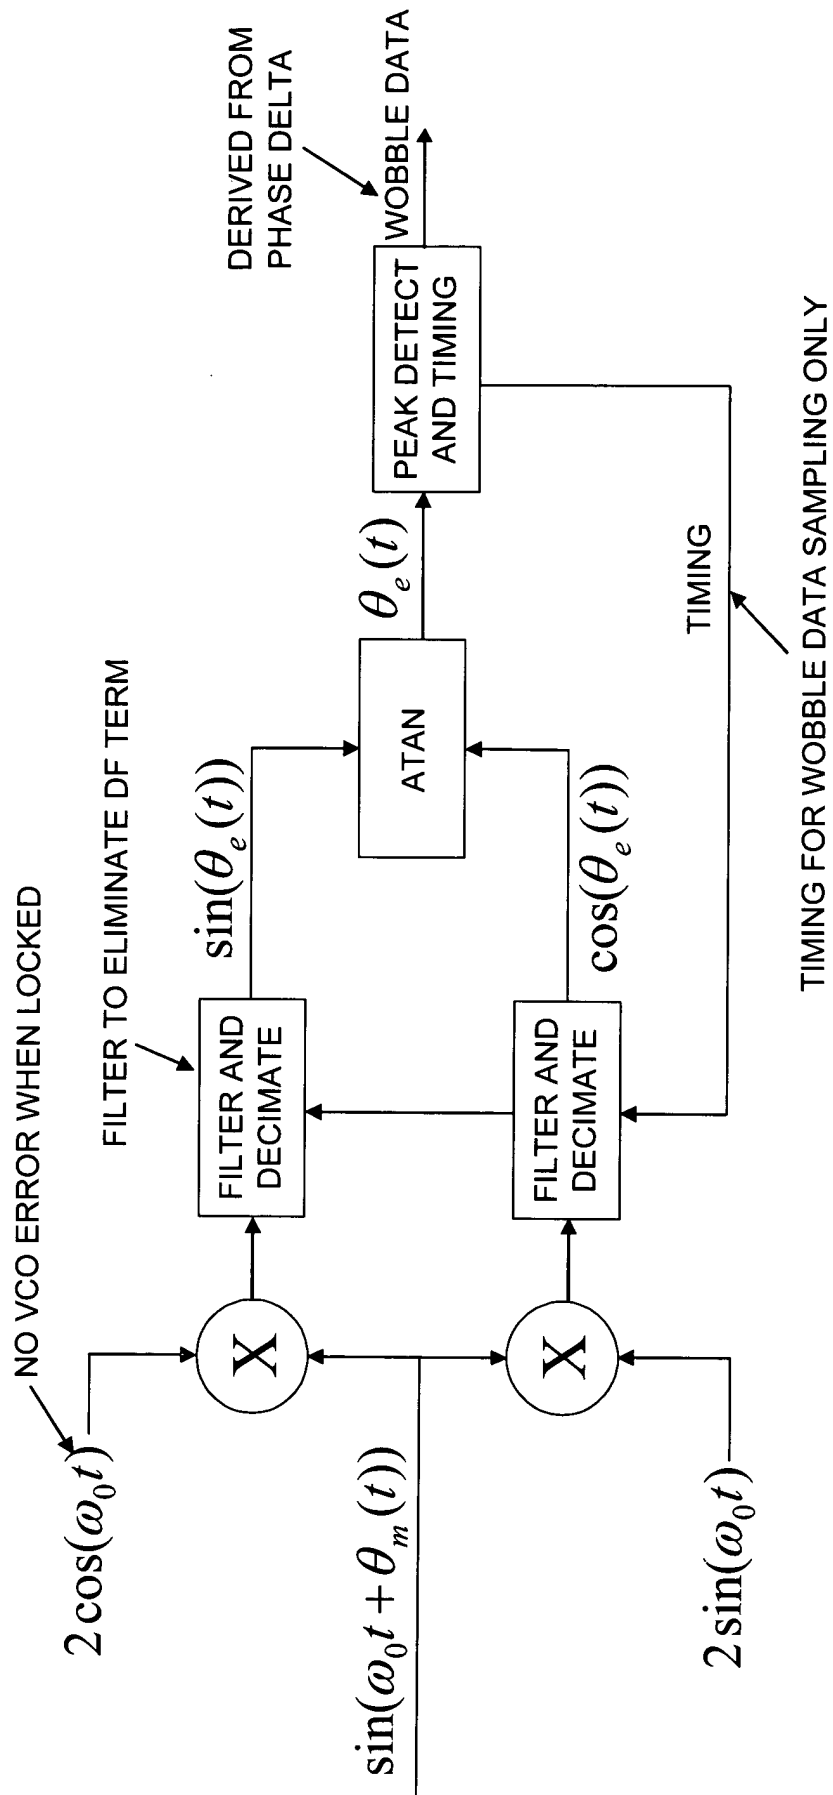 NO VCO ERROR WHEN LOCKED
2cos(ω₀t)
FILTER TO ELIMINATE DF TERM
X
FILTER AND
DECIMATE
sin(θₑ(t))
sin(ω₀t + θₘ(t))
ATAN
θₑ(t)
PEAK DETECT
AND TIMING
DERIVED FROM
PHASE DELTA
WOBBLE DATA
X
FILTER AND
DECIMATE
cos(θₑ(t))
2sin(ω₀t)
TIMING
TIMING FOR WOBBLE DATA SAMPLING ONLY